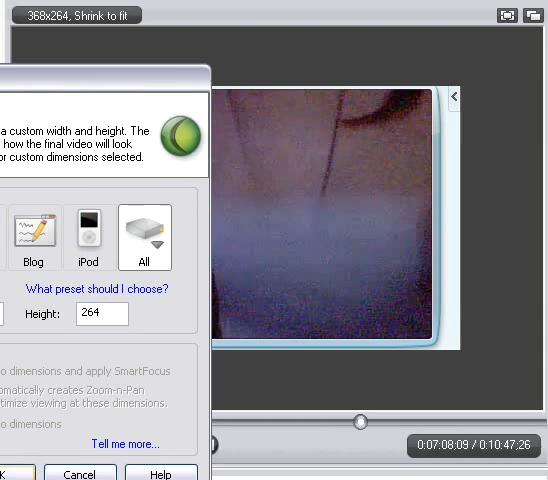 368x264, Shrink to fit
a custom width and height. The
how the final video will look
or custom dimensions selected.
Blog
iPod
All
What preset should I choose?
Height: 264
o dimensions and apply SmartFocus
omatically creates Zoom-n-Pan
timize viewing at these dimensions.
o dimensions
Tell me more...
0:07:08;09 / 0:10:47;26
K Cancel Help